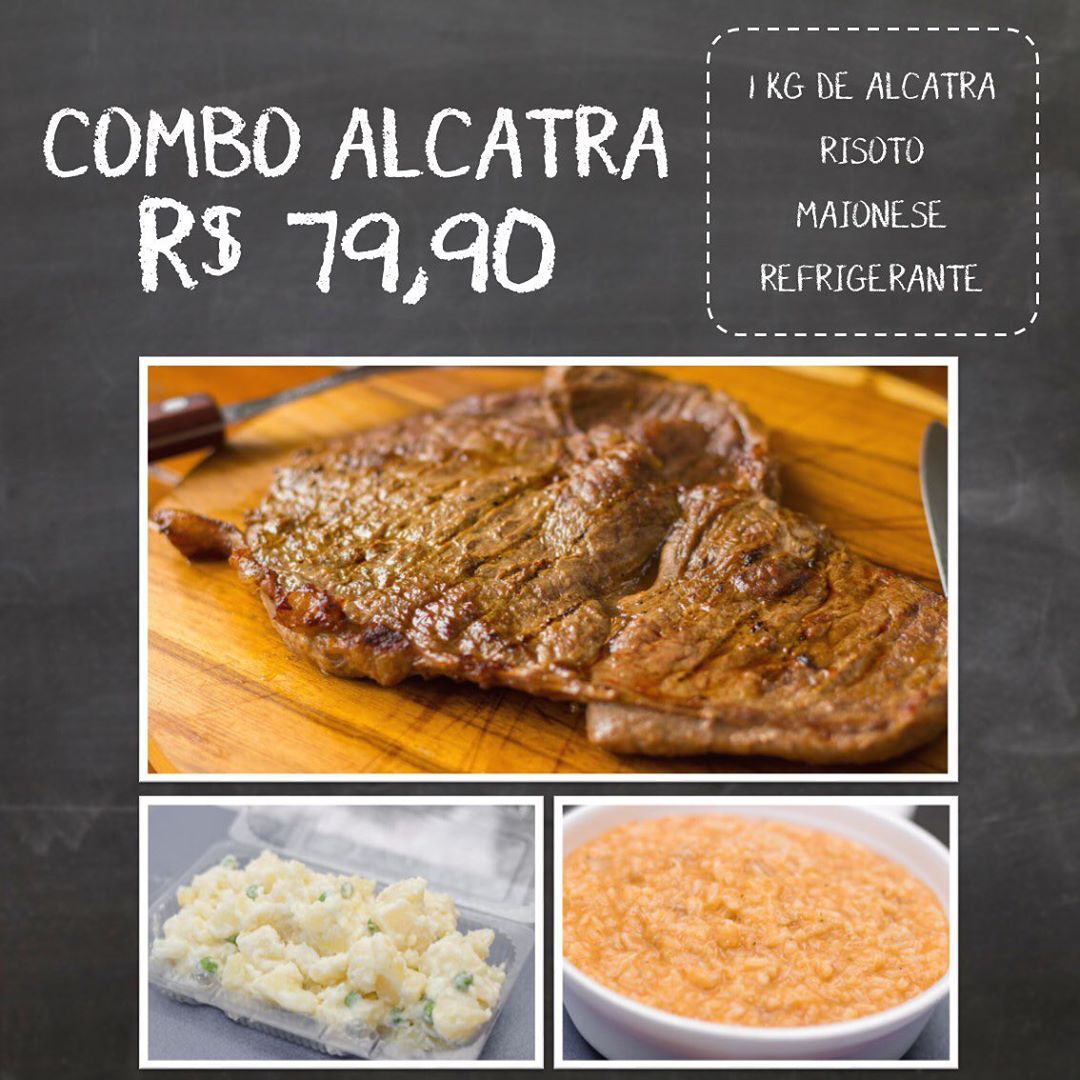 COMBO ALCATRA
R$ 79,90
1 KG DE ALCATRA
RISOTO
MAIONESE
REFRIGERANTE